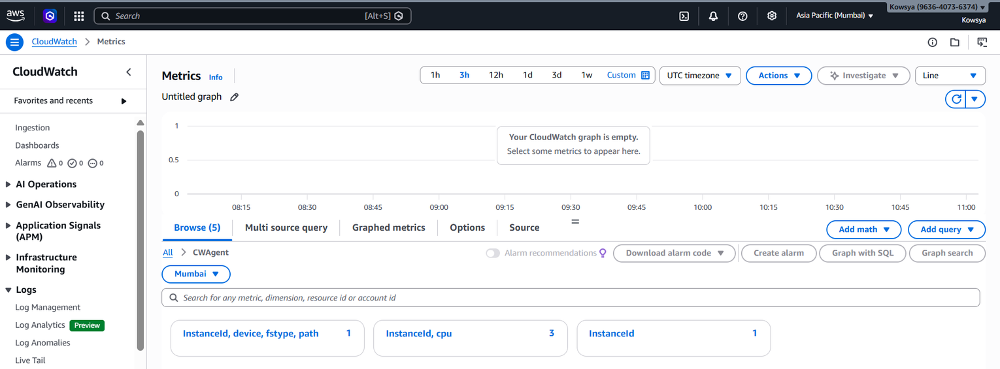 aws
Search [Alt+S]
Asia Pacific (Mumbai)
Kowsya (9636-4073-6374)
Kowsya
CloudWatch
Metrics
CloudWatch
Favorites and recents
Ingestion
Dashboards
Alarms 0 0 0
AI Operations
GenAI Observability
Application Signals
(APM)
Infrastructure
Monitoring
Logs
Log Management
Log Analytics Preview
Log Anomalies
Live Tail
Metrics Info
1h 3h 12h 1d 3d 1w Custom
UTC timezone
Actions
Investigate
Line
Untitled graph
1
0.5
0
Your CloudWatch graph is empty.
Select some metrics to appear here.
08:15 08:30 08:45 09:00 09:15 09:30 09:45 10:00 10:15 10:30 10:45 11:00
Browse (5) Multi source query Graphed metrics Options Source
Add math Add query
All CWAgent
Alarm recommendations Download alarm code Create alarm Graph with SQL Graph search
Mumbai
Search for any metric, dimension, resource id or account id
InstanceId, device, fstype, path 1
InstanceId, cpu 3
InstanceId 1